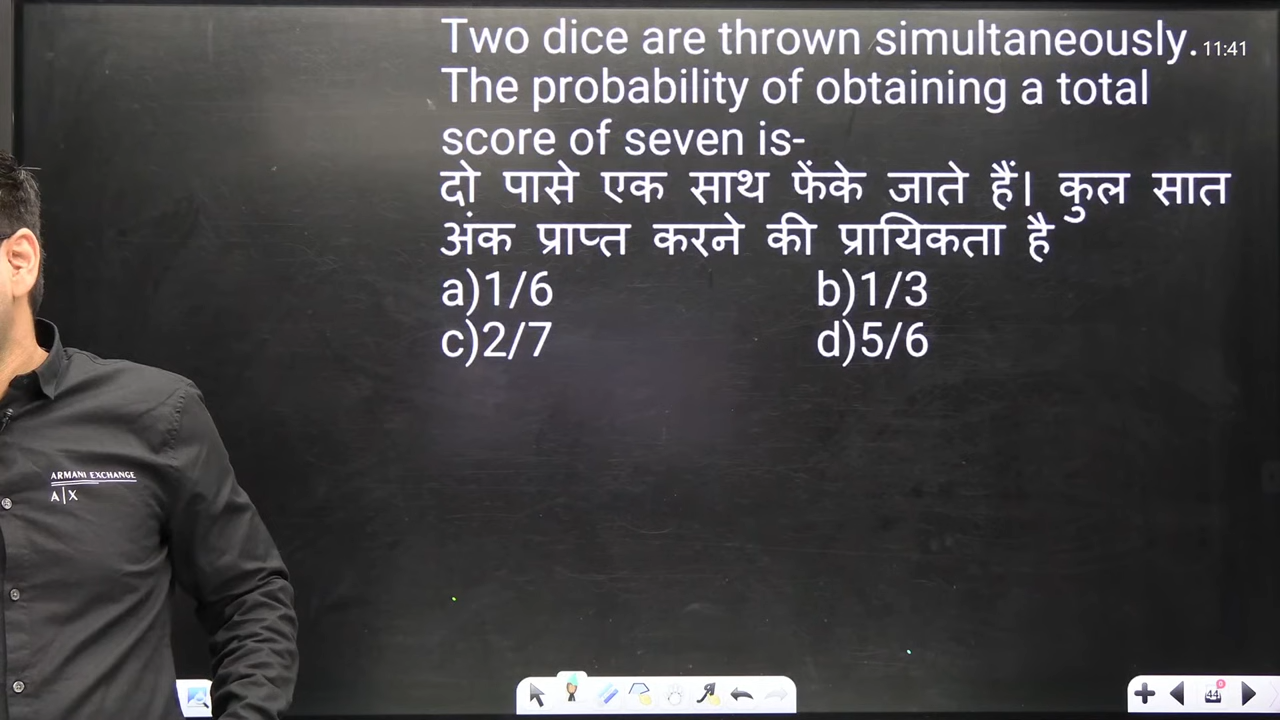 Two dice are thrown simultaneously. 11:41
The probability of obtaining a total
score of seven is-
दो पासे एक साथ फेंके जाते हैं। कुल सात
अंक प्राप्त करने की प्रायिकता है
a)1/6 b)1/3
c)2/7 d)5/6
ARMANI EXCHANGE
A|X
44